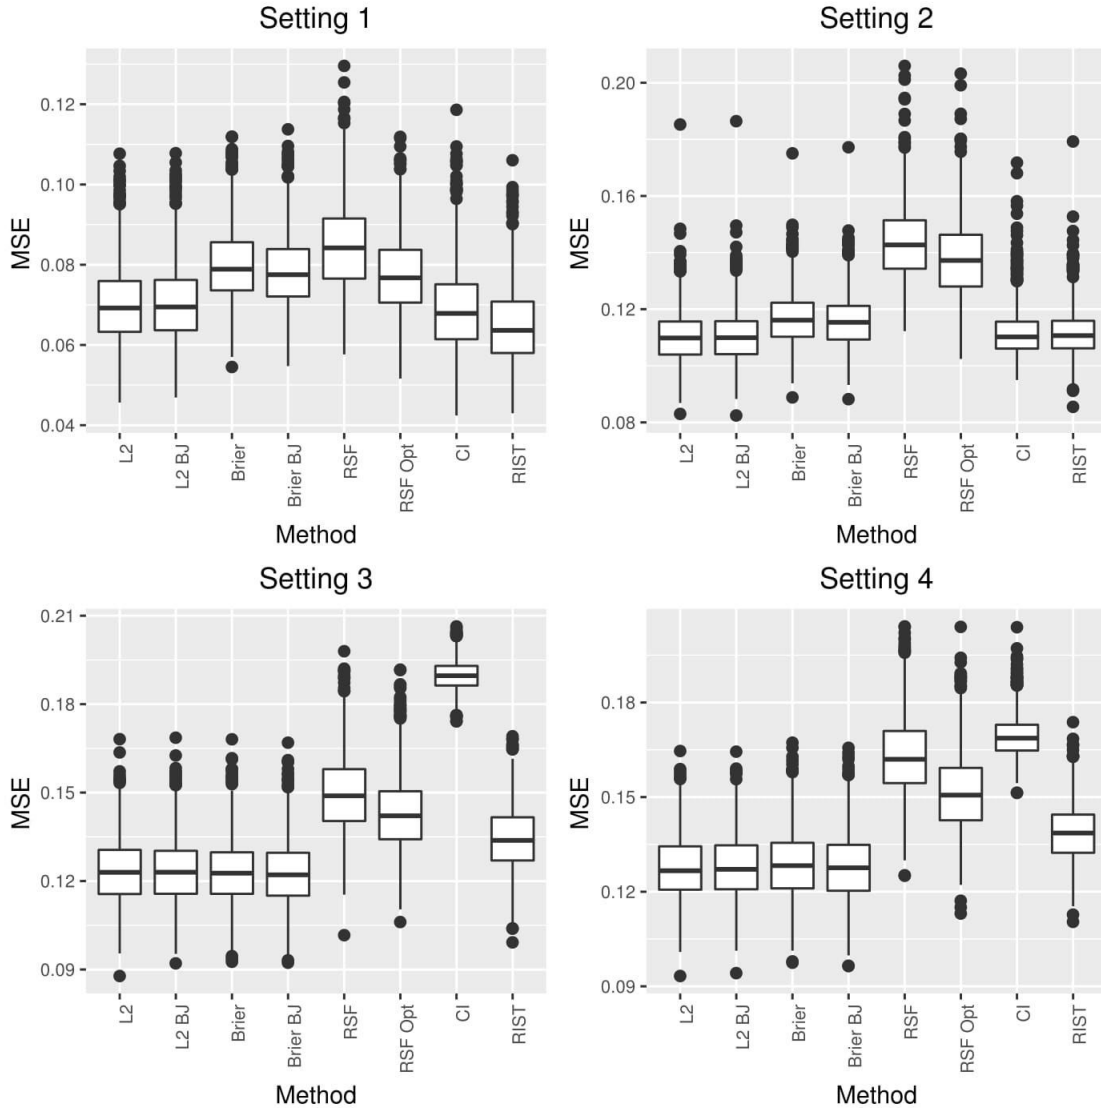 Setting 1
MSE
0.12
0.10
0.08
0.06
0.04
L2
L2 BJ
Brier
Brier BJ
RSF
RSF Opt
CI
RIST
Method
Setting 2
MSE
0.20
0.16
0.12
0.08
L2
L2 BJ
Brier
Brier BJ
RSF
RSF Opt
CI
RIST
Method
Setting 3
MSE
0.21
0.18
0.15
0.12
0.09
L2
L2 BJ
Brier
Brier BJ
RSF
RSF Opt
CI
RIST
Method
Setting 4
MSE
0.18
0.15
0.12
0.09
L2
L2 BJ
Brier
Brier BJ
RSF
RSF Opt
CI
RIST
Method